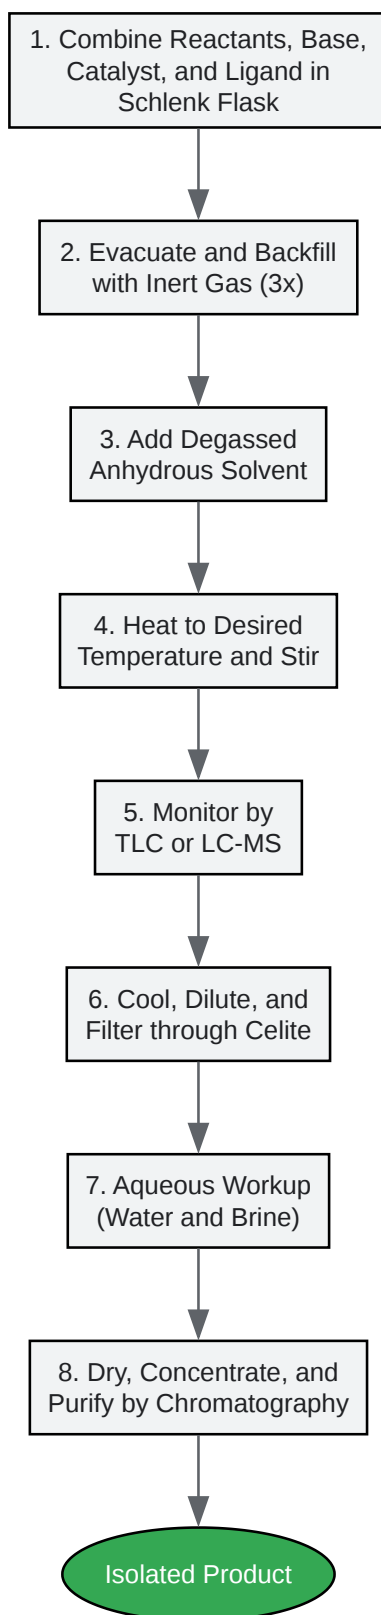 1. Combine Reactants, Base,
Catalyst, and Ligand in
Schlenk Flask
2. Evacuate and Backfill
with Inert Gas (3x)
3. Add Degassed
Anhydrous Solvent
4. Heat to Desired
Temperature and Stir
5. Monitor by
TLC or LC-MS
6. Cool, Dilute, and
Filter through Celite
7. Aqueous Workup
(Water and Brine)
8. Dry, Concentrate, and
Purify by Chromatography
Isolated Product